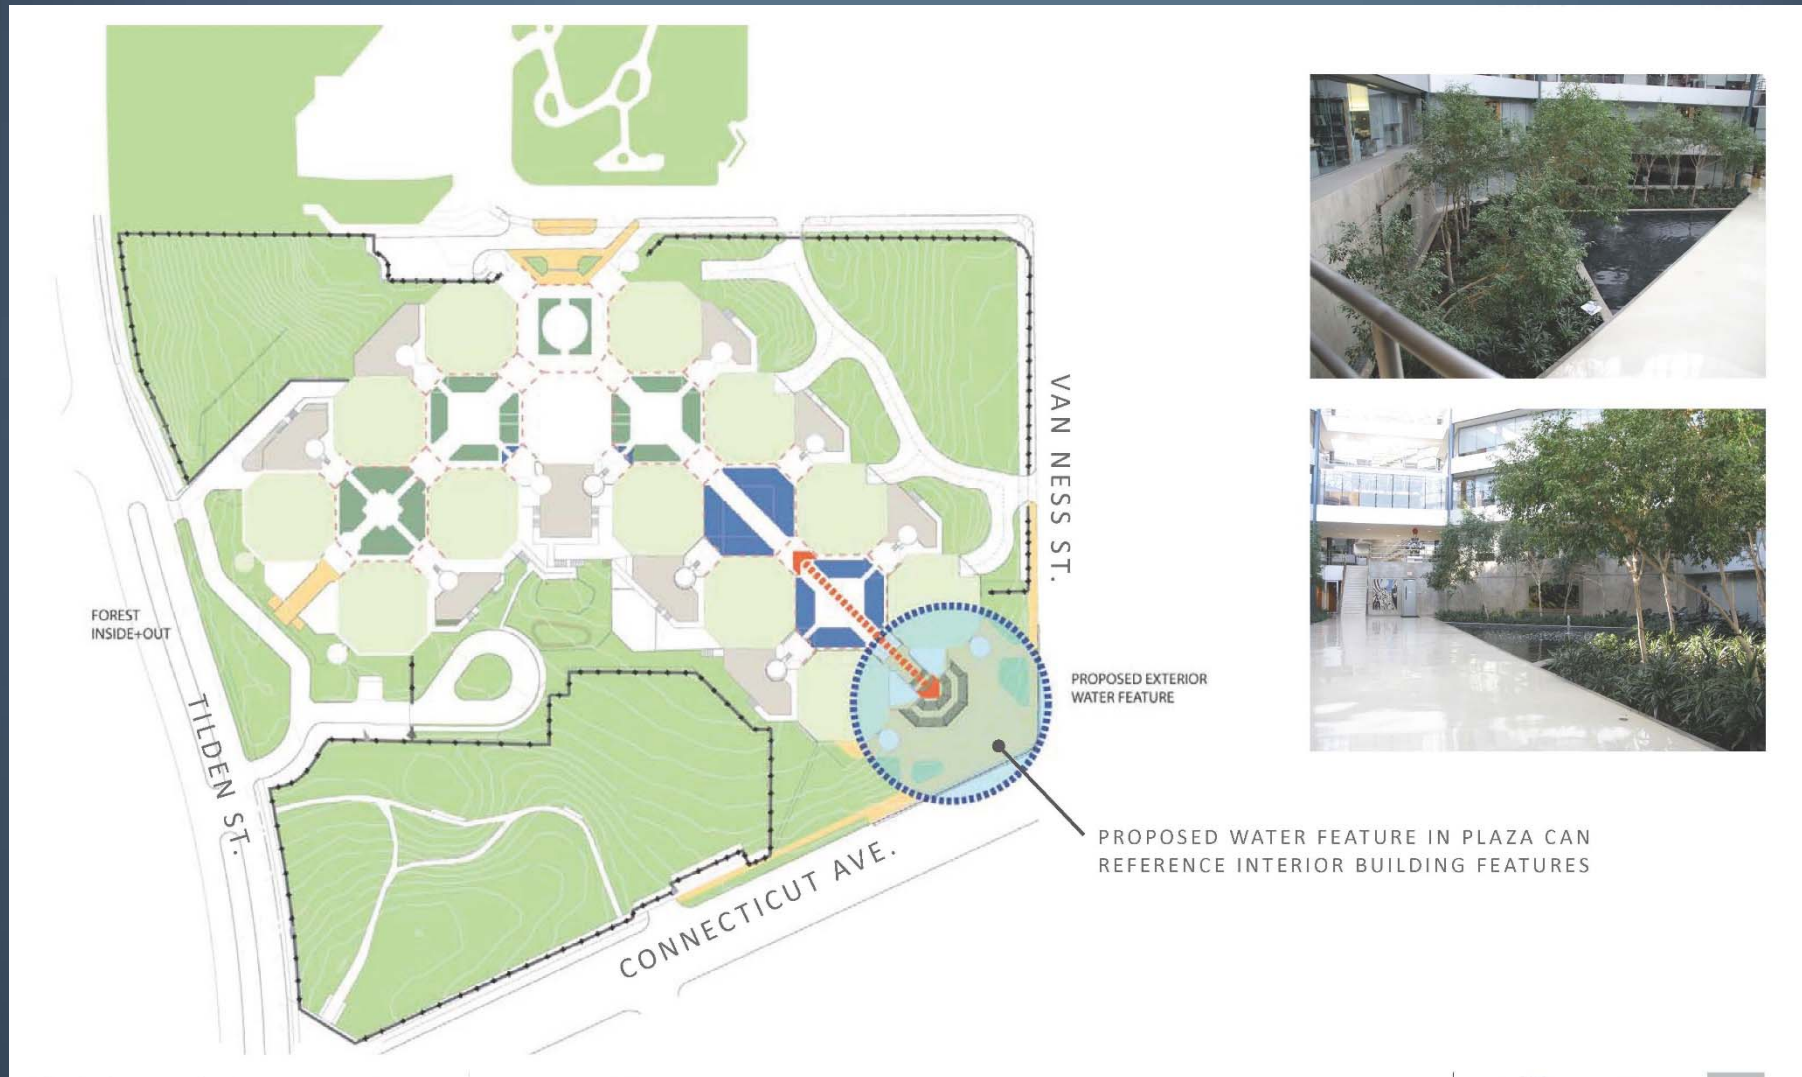 VAN NESS ST.
FOREST
INSIDE+OUT
PROPOSED EXTERIOR
WATER FEATURE
TILDEN ST.
PROPOSED WATER FEATURE IN PLAZA CAN
REFERENCE INTERIOR BUILDING FEATURES
CONNECTICUT AVE.